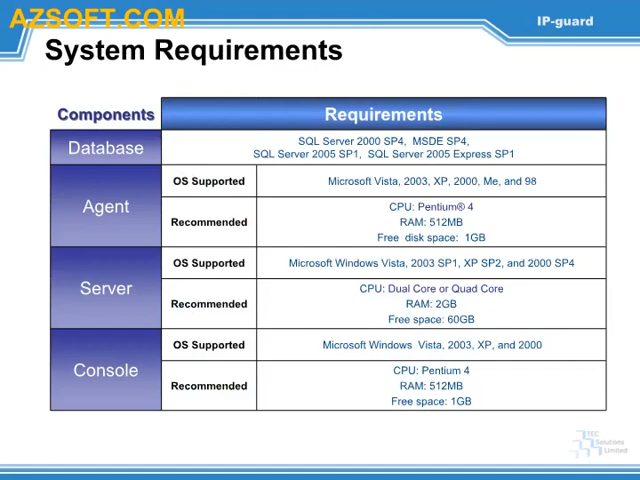 AZSOFT.COM
IP-guard
System Requirements
Components
Requirements
Database
SQL Server 2000 SP4, MSDE SP4,
SQL Server 2005 SP1, SQL Server 2005 Express SP1
Agent
OS Supported
Microsoft Vista, 2003, XP, 2000, Me, and 98
Recommended
CPU: Pentium® 4
RAM: 512MB
Free disk space: 1GB
Server
OS Supported
Microsoft Windows Vista, 2003 SP1, XP SP2, and 2000 SP4
Recommended
CPU: Dual Core or Quad Core
RAM: 2GB
Free space: 60GB
Console
OS Supported
Microsoft Windows Vista, 2003, XP, and 2000
Recommended
CPU: Pentium 4
RAM: 512MB
Free space: 1GB
TEC
Solutions
Limited